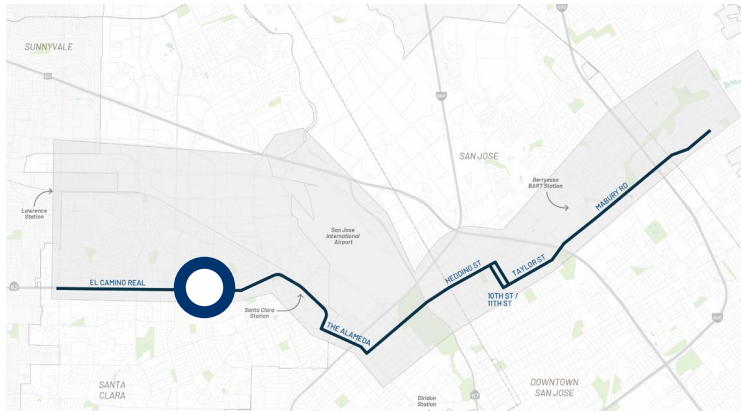 SUNNYVALE
SAN JOSE
Berryessa
BART Station
MABURY RD
Lawrence
Station
San Jose
International
Airport
HEDDING ST
TAYLOR ST
EL CAMINO REAL
10TH ST /
11TH ST
Santa Clara
Station
THE ALAMEDA
SANTA
CLARA
DOWNTOWN
SAN JOSE
Diridon
Station